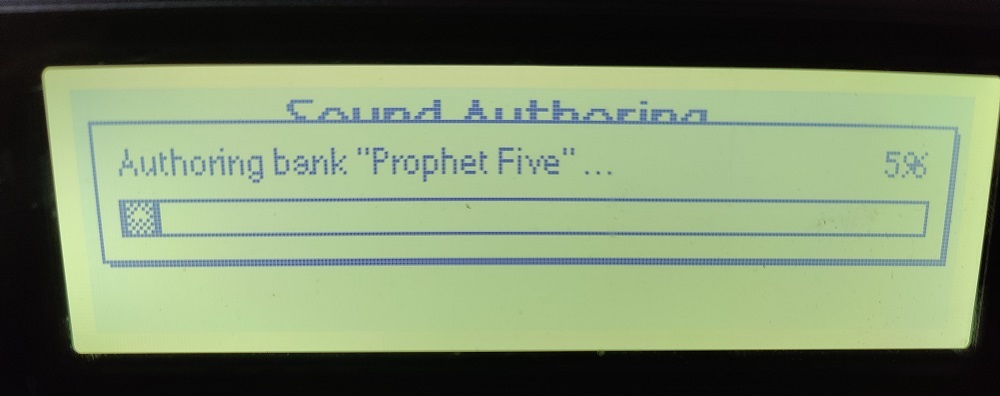 Sound Authoring
Authoring bank "Prophet Five" ...
5%